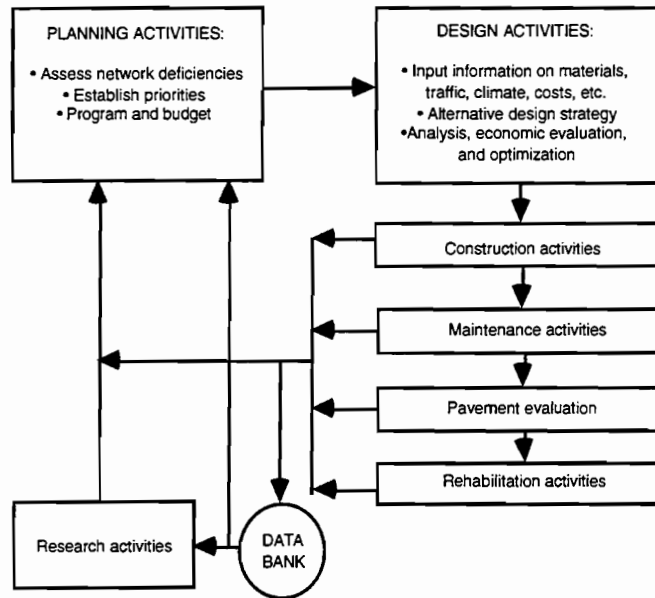 PLANNING ACTIVITIES:
• Assess network deficiencies
• Establish priorities
• Program and budget
DESIGN ACTIVITIES:
• Input information on materials,
traffic, climate, costs, etc.
• Alternative design strategy
•Analysis, economic evaluation,
and optimization
Construction activities
Maintenance activities
Pavement evaluation
Rehabilitation activities
Research activities
DATA
BANK